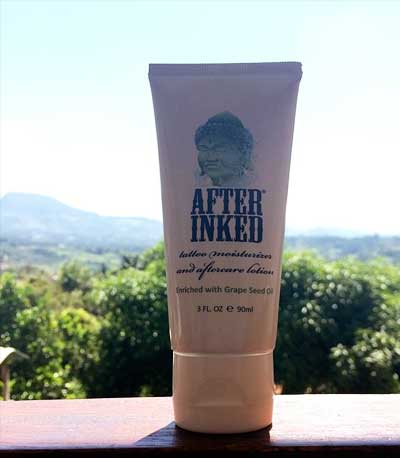 AFTER®
INKED
tattoo moisturizer
and aftercare lotion
Enriched with Grape Seed Oil
3 FL. OZ ℮ 90ml